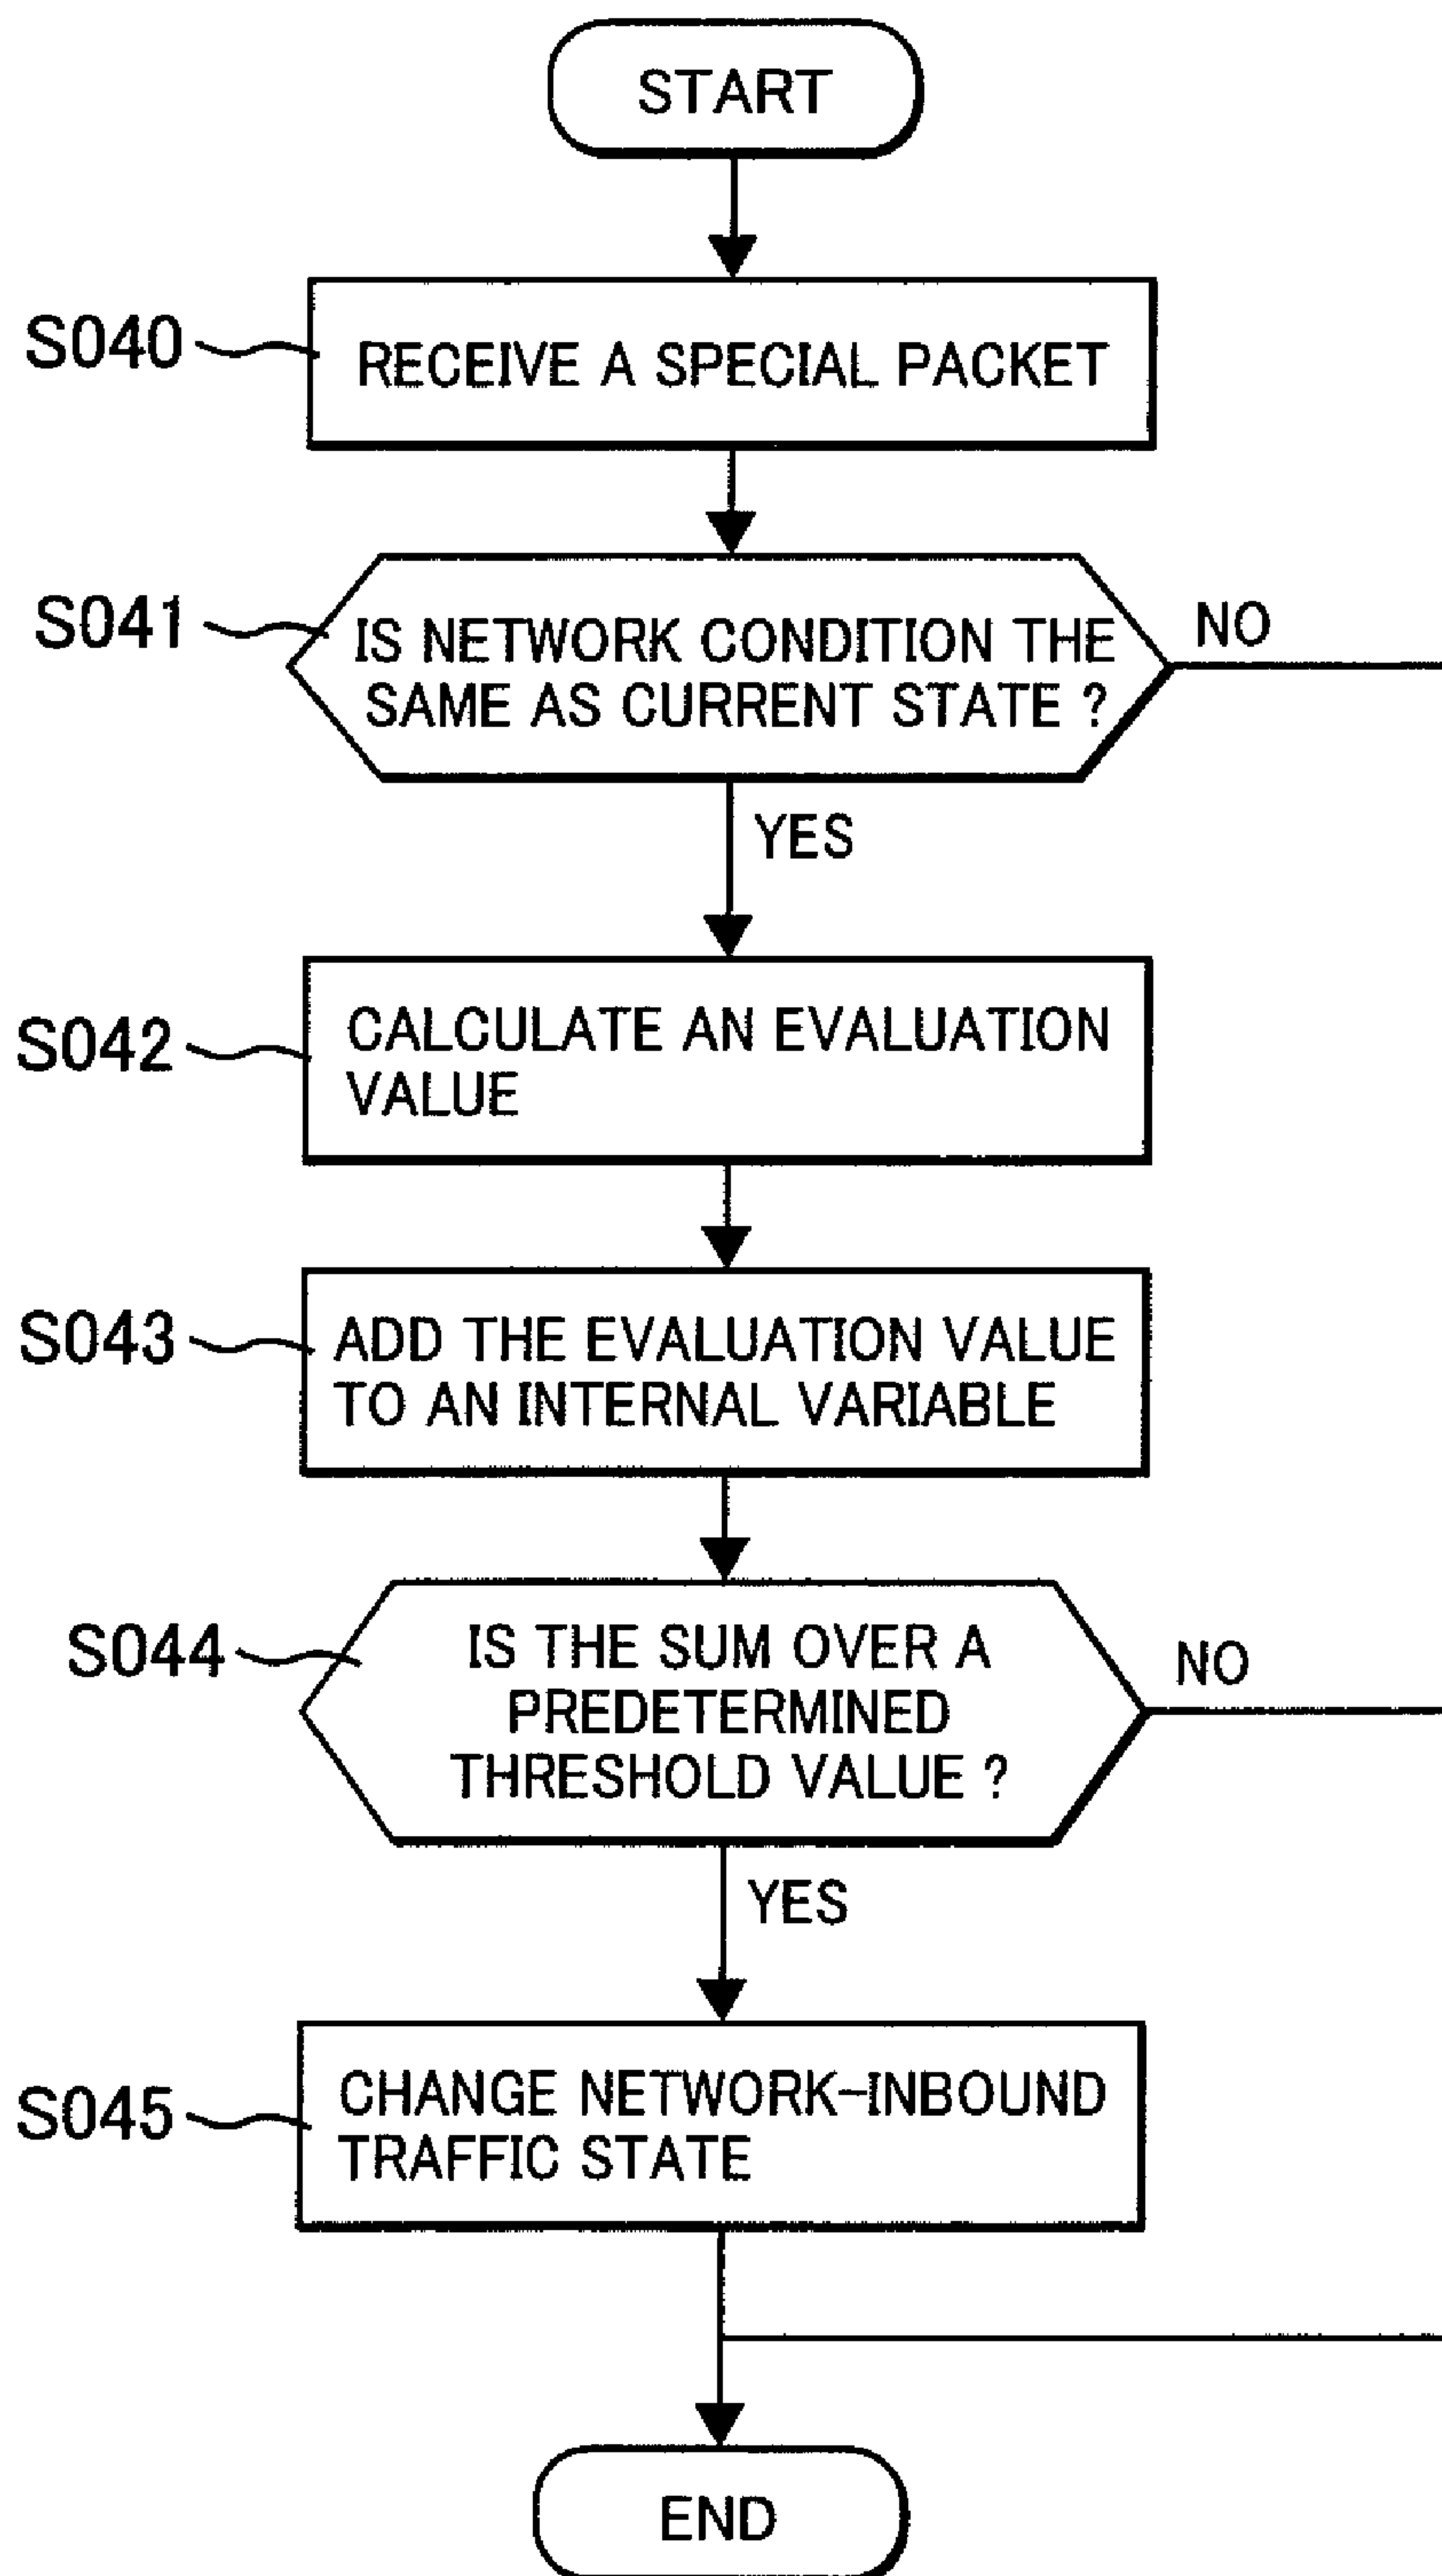 START
S040
RECEIVE A SPECIAL PACKET
S041
IS NETWORK CONDITION THE
SAME AS CURRENT STATE ?
NO
YES
S042
CALCULATE AN EVALUATION
VALUE
S043
ADD THE EVALUATION VALUE
TO AN INTERNAL VARIABLE
S044
IS THE SUM OVER A
PREDETERMINED
THRESHOLD VALUE ?
NO
YES
S045
CHANGE NETWORK-INBOUND
TRAFFIC STATE
END